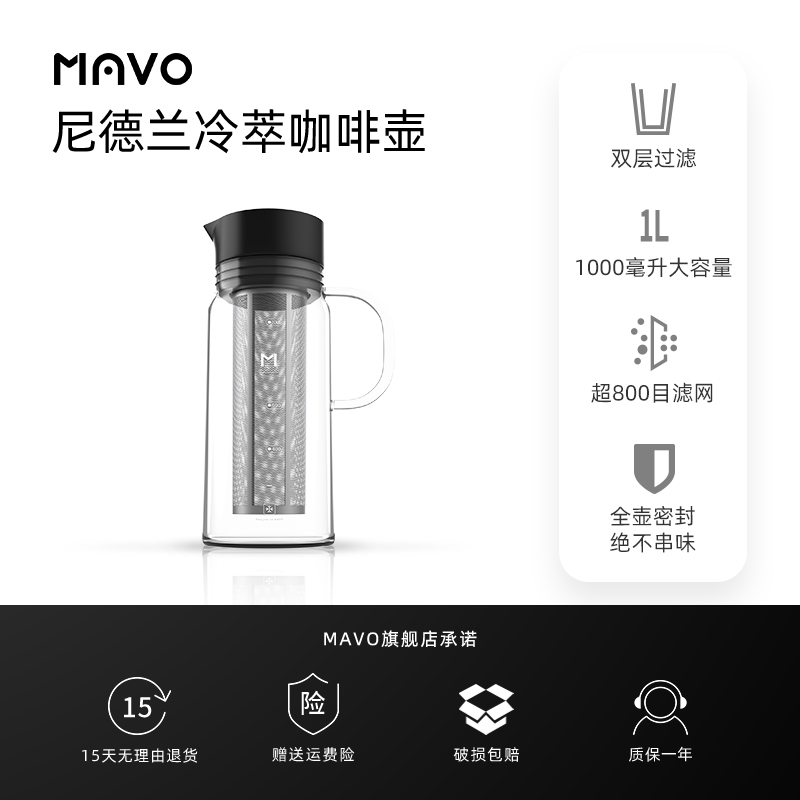 MAVO
尼德兰冷萃咖啡壶
双层过滤
1L
1000毫升大容量
超800目滤网
全壶密封
绝不串味
M
MAVO旗舰店承诺
15
险
15天无理由退货
赠送运费险
破损包赔
质保一年